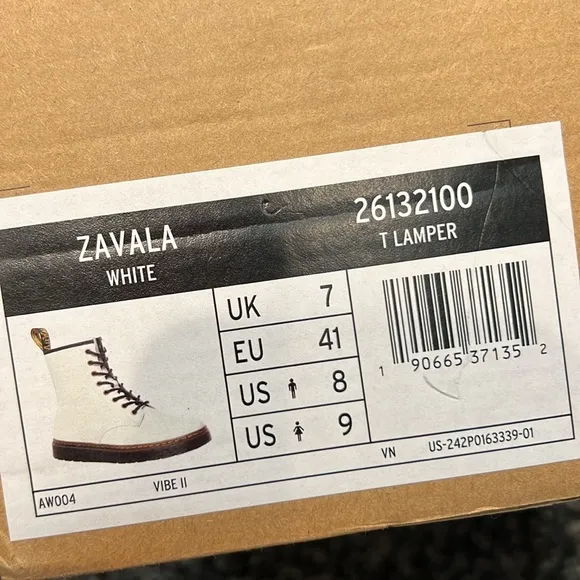 ZAVALA
WHITE
26132100
T LAMPER
UK 7
EU 41
US 8
US 9
1 90665 37135 2
AW004
VIBE II
VN
US-242P0163339-01